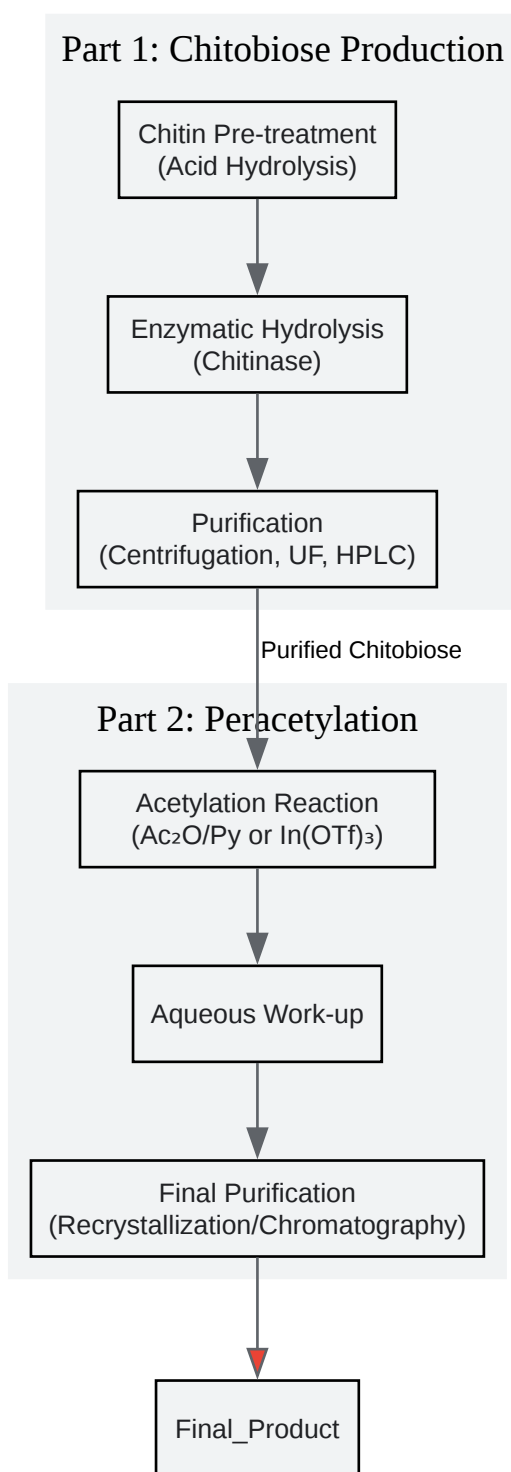 Part 1: Chitobiose Production
Chitin Pre-treatment
(Acid Hydrolysis)
Enzymatic Hydrolysis
(Chitinase)
Purification
(Centrifugation, UF, HPLC)
Purified Chitobiose
Part 2: Peracetylation
Acetylation Reaction
(Ac₂O/Py or In(OTf)₃)
Aqueous Work-up
Final Purification
(Recrystallization/Chromatography)
Final_Product